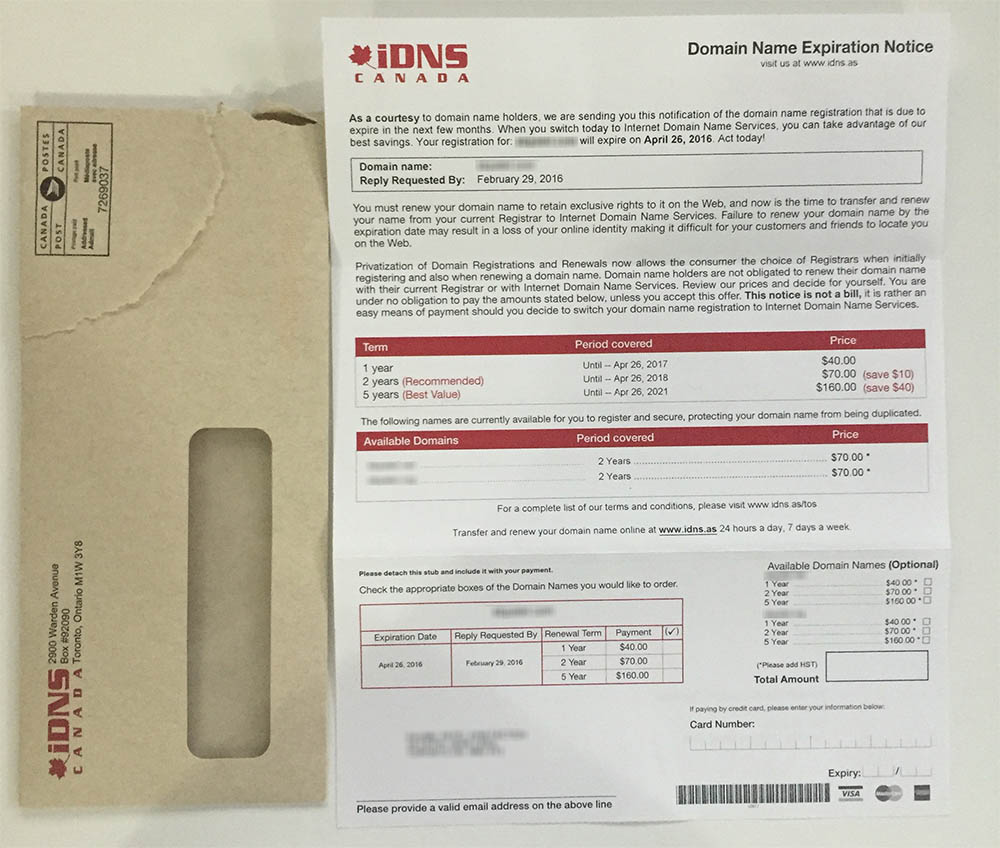 CANADA POSTES
POST CANADA
Postage paid Port payé
Addressed Médiaposte
Admail avec adresse
7269037
iDNS
CANADA
2900 Warden Avenue
Box #92090
Toronto, Ontario M1W 3Y8
iDNS
CANADA
Domain Name Expiration Notice
visit us at www.idns.as
As a courtesy to domain name holders, we are sending you this notification of the domain name registration that is due to
expire in the next few months. When you switch today to Internet Domain Name Services, you can take advantage of our
best savings. Your registration for: will expire on April 26, 2016. Act today!
Domain name:
Reply Requested By: February 29, 2016
You must renew your domain name to retain exclusive rights to it on the Web, and now is the time to transfer and renew
your name from your current Registrar to Internet Domain Name Services. Failure to renew your domain name by the
expiration date may result in a loss of your online identity making it difficult for your customers and friends to locate you
on the Web.
Privatization of Domain Registrations and Renewals now allows the consumer the choice of Registrars when initially
registering and also when renewing a domain name. Domain name holders are not obligated to renew their domain name
with their current Registrar or with Internet Domain Name Services. Review our prices and decide for yourself. You are
under no obligation to pay the amounts stated below, unless you accept this offer. This notice is not a bill, it is rather an
easy means of payment should you decide to switch your domain name registration to Internet Domain Name Services.
Term Period covered Price
1 year Until -- Apr 26, 2017 $40.00
2 years (Recommended) Until -- Apr 26, 2018 $70.00 (save $10)
5 years (Best Value) Until -- Apr 26, 2021 $160.00 (save $40)
The following names are currently available for you to register and secure, protecting your domain name from being duplicated.
Available Domains Period covered Price
2 Years $70.00 *
2 Years $70.00 *
For a complete list of our terms and conditions, please visit www.idns.as/tos
Transfer and renew your domain name online at www.idns.as 24 hours a day, 7 days a week.
Please detach this stub and include it with your payment.
Check the appropriate boxes of the Domain Names you would like to order.
Expiration Date Reply Requested By Renewal Term Payment (✓)
April 26, 2016 February 29, 2016
1 Year $40.00
2 Year $70.00
5 Year $160.00
Available Domain Names (Optional)
1 Year $40.00 *
2 Year $70.00 *
5 Year $160.00 *
1 Year $40.00 *
2 Year $70.00 *
5 Year $160.00 *
(*Please add HST)
Total Amount
If paying by credit card, please enter your information below:
Card Number:
Expiry: /
VISA
MasterCard
Please provide a valid email address on the above line